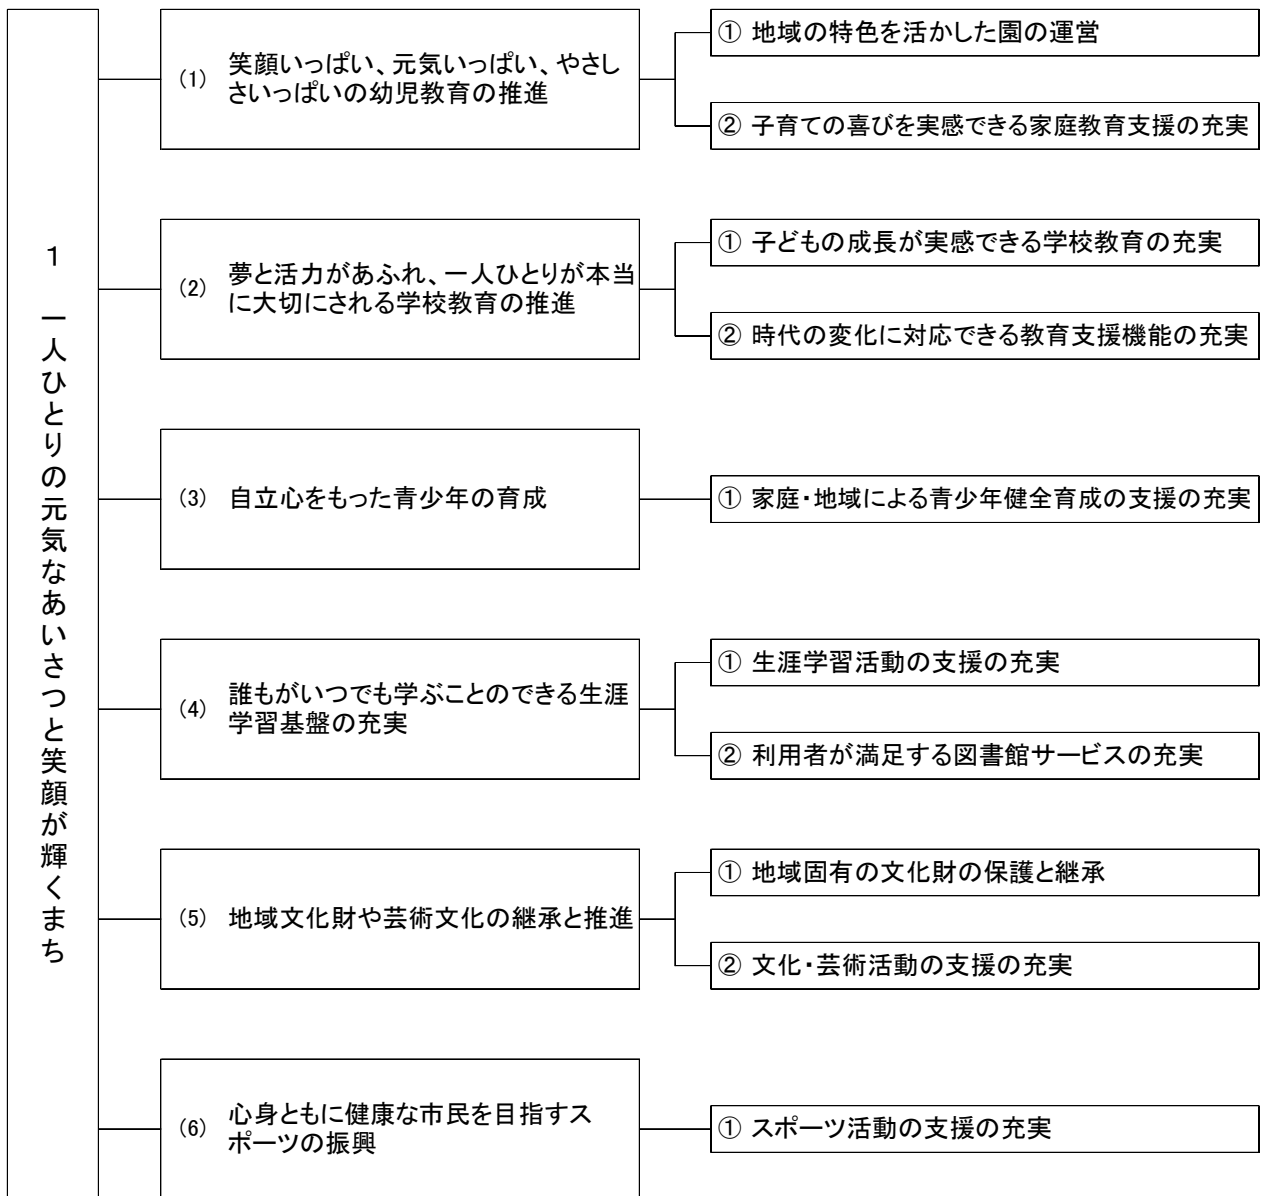 1 一人ひとりの元気なあいさつと笑顔が輝くまち
(1) 笑顔いっぱい、元気いっぱい、やさし
さいっぱいの幼児教育の推進
① 地域の特色を活かした園の運営
② 子育ての喜びを実感できる家庭教育支援の充実
(2) 夢と活力があふれ、一人ひとりが本当
に大切にされる学校教育の推進
① 子どもの成長が実感できる学校教育の充実
② 時代の変化に対応できる教育支援機能の充実
(3) 自立心をもった青少年の育成
① 家庭・地域による青少年健全育成の支援の充実
(4) 誰もがいつでも学ぶことのできる生涯
学習基盤の充実
① 生涯学習活動の支援の充実
② 利用者が満足する図書館サービスの充実
(5) 地域文化財や芸術文化の継承と推進
① 地域固有の文化財の保護と継承
② 文化・芸術活動の支援の充実
(6) 心身ともに健康な市民を目指すス
ポーツの振興
① スポーツ活動の支援の充実